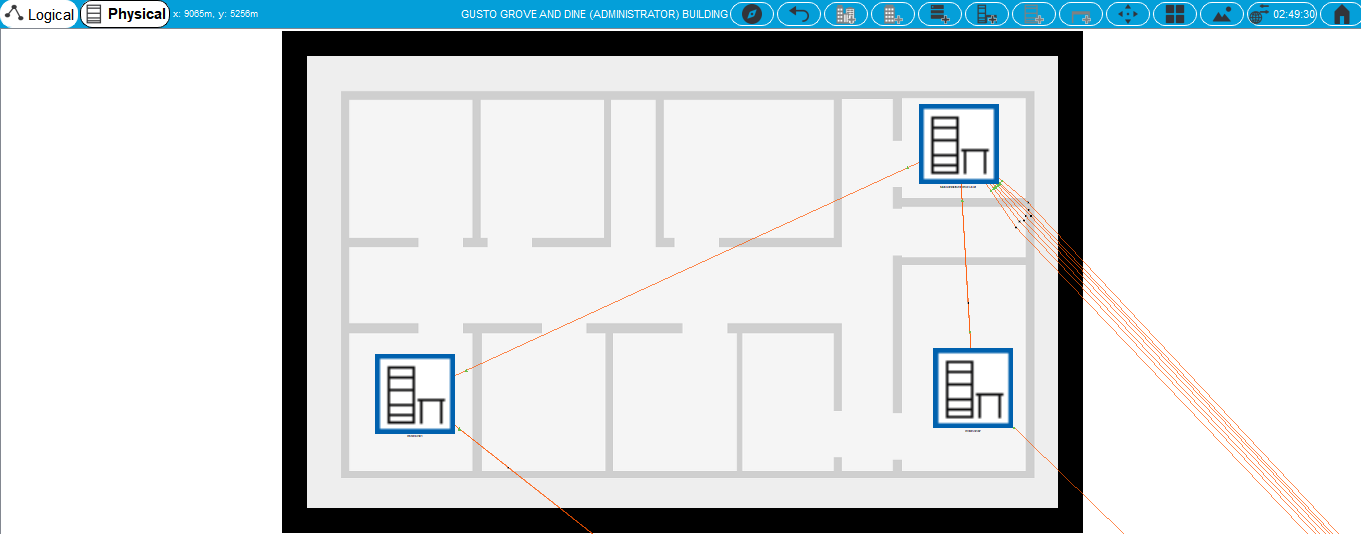 Logical Physical x: 9065m, y: 5256m GUSTO GROVE AND DINE (ADMINISTRATOR) BUILDING 02:49:30